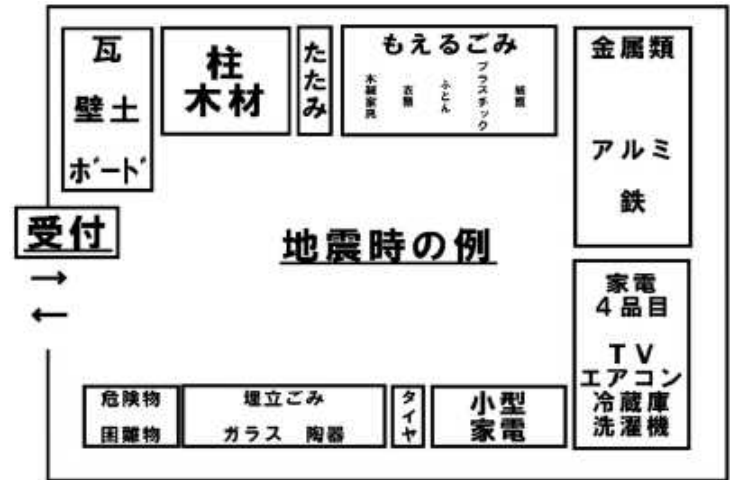 瓦
壁土
ボード
柱
木材
たたみ
もえるごみ
木製家具
衣類
ふとん
プラスチック
紙類
金属類
アルミ
鉄
受付
→
←
地震時の例
家電
4品目
TV
エアコン
冷蔵庫
洗濯機
危険物
困難物
埋立ごみ
ガラス 陶器
タイヤ
小型
家電